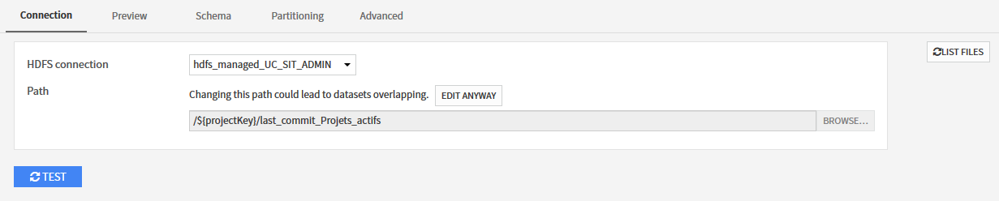 Connection Preview Schema Partitioning Advanced
HDFS connection hdfs_managed_UC_SIT_ADMIN LIST FILES
Path Changing this path could lead to datasets overlapping. EDIT ANYWAY
/${projectKey}/last_commit_Projets_actifs BROWSE...
TEST